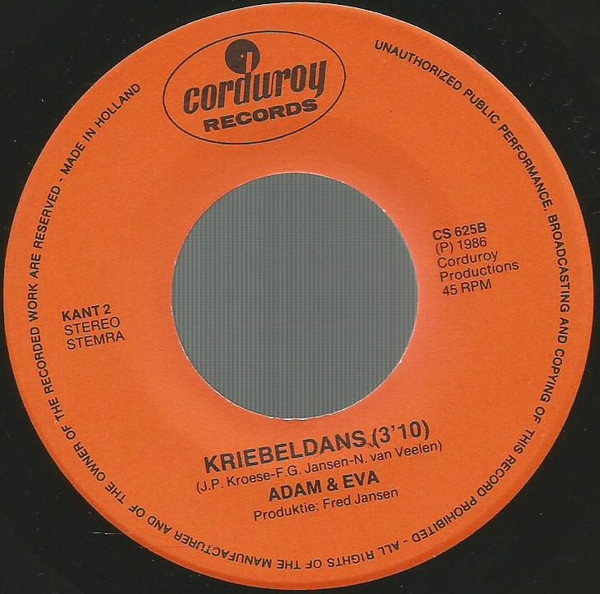 corduroy
RECORDS
UNAUTHORIZED PUBLIC PERFORMANCE, BROADCASTING AND COPYING OF THIS RECORD PROHIBITED - ALL RIGHTS OF THE MANUFACTURER AND OF THE OWNER OF THE RECORDED WORK ARE RESERVED - MADE IN HOLLAND
KANT 2
STEREO
STEMRA
CS 625B
(P) 1986
Corduroy
Productions
45 RPM
KRIEBELDANS (3'10)
(J.P. Kroese-F.G. Jansen-N. van Veelen)
ADAM & EVA
Produktie: Fred Jansen